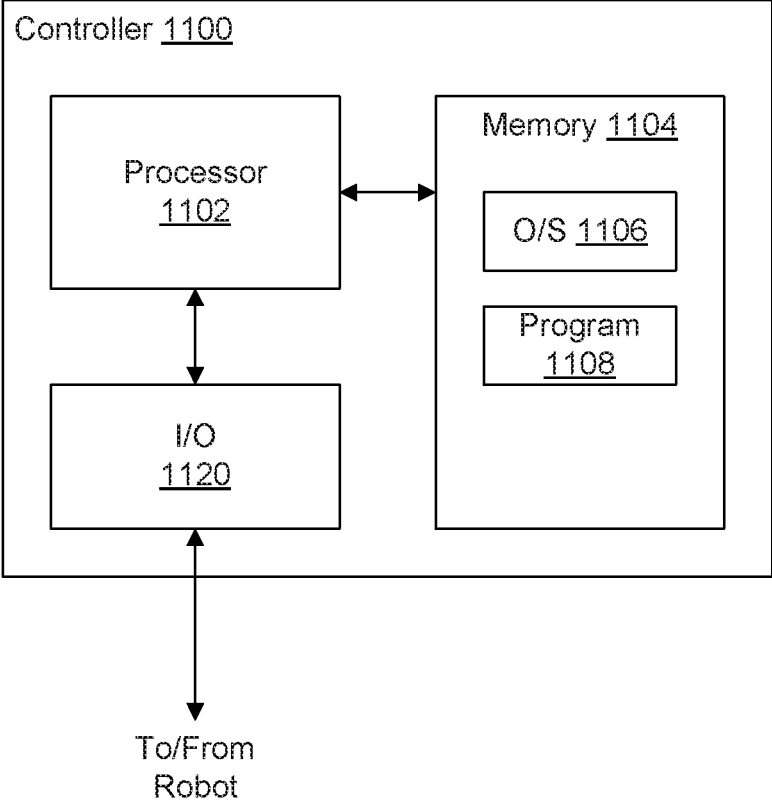 Controller 1100
Processor
1102
Memory 1104
O/S 1106
Program
1108
I/O
1120
To/From
Robot